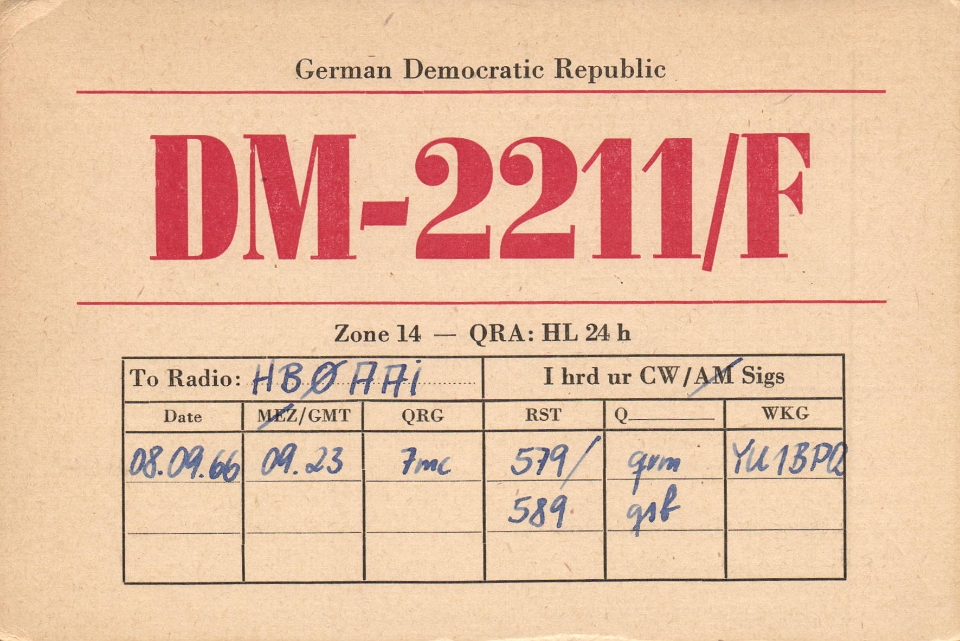 German Democratic Republic
DM-2211/F
Zone 14 — QRA: HL 24 h
To Radio: HBØAAi I hrd ur CW/AM Sigs
Date MEZ/GMT QRG RST Q WKG
08.09.66 09.23 7mc 579/ qrm YU1BPQ
589 qsb